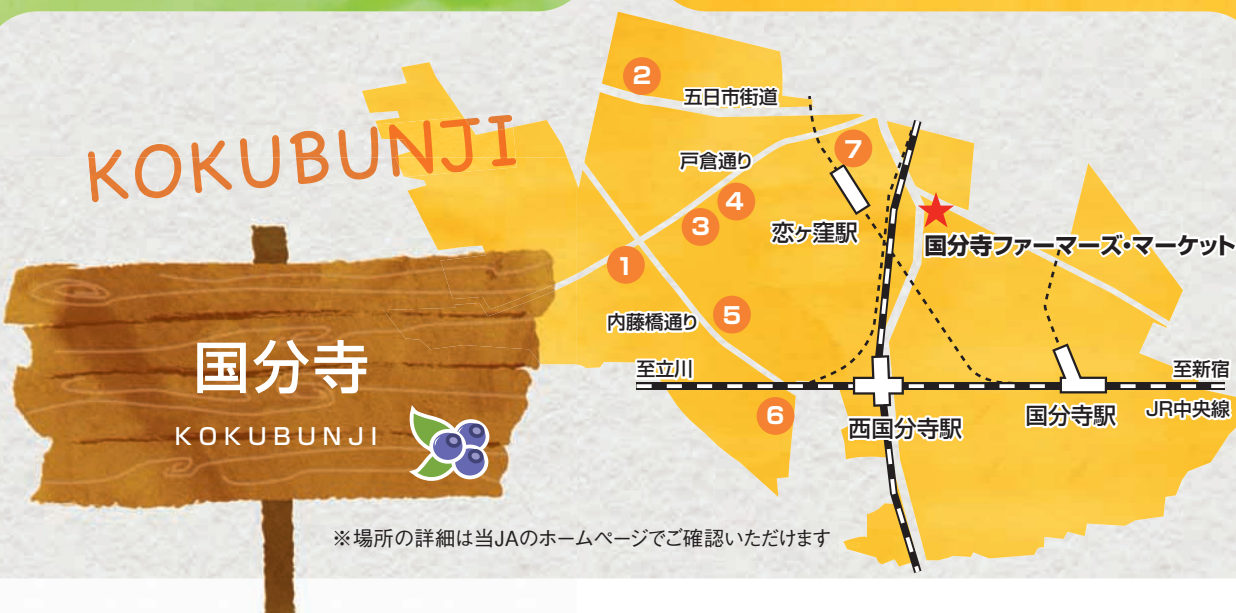 KOKUBUNJI
国分寺
KOKUBUNJI
2
五日市街道
7
戸倉通り
4
3
恋ヶ窪駅
国分寺ファーマーズ・マーケット
1
内藤橋通り
5
至立川
至新宿
6
西国分寺駅
国分寺駅
JR中央線
※場所の詳細は当JAのホームページでご確認いただけます